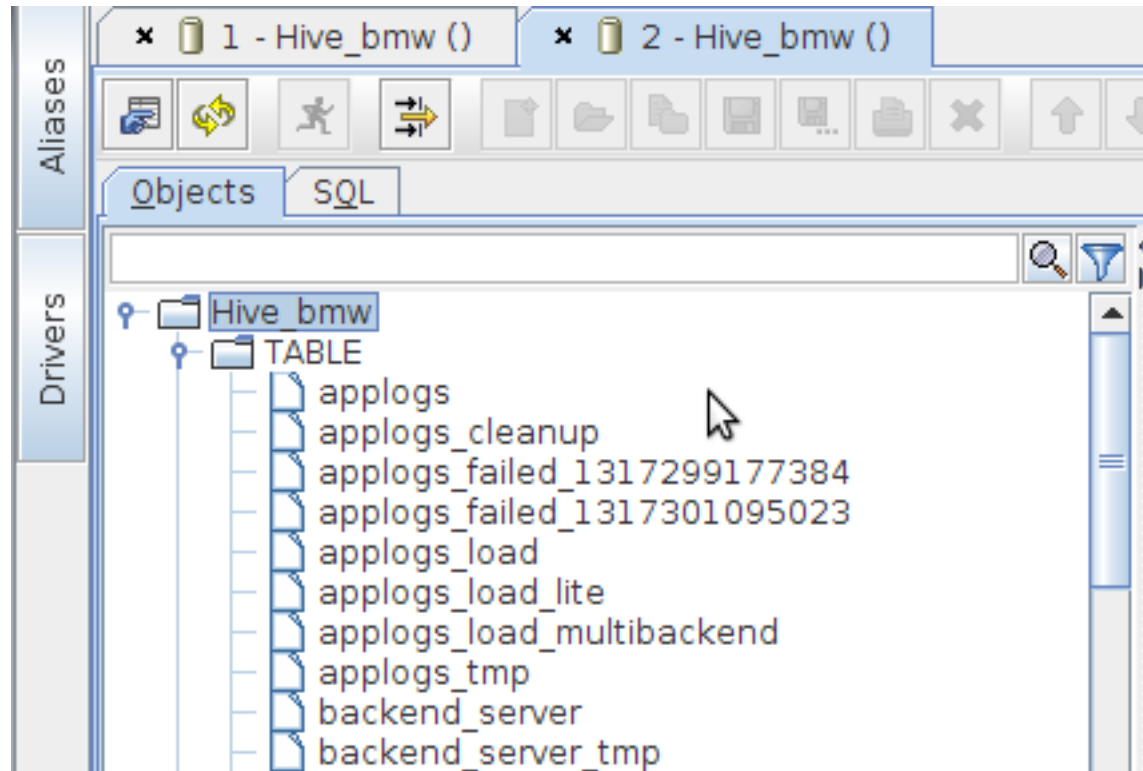 Aliases
Drivers
1 - Hive_bmw ()
2 - Hive_bmw ()
Objects
SQL
Hive_bmw
TABLE
applogs
applogs_cleanup
applogs_failed_1317299177384
applogs_failed_1317301095023
applogs_load
applogs_load_lite
applogs_load_multibackend
applogs_tmp
backend_server
backend_server_tmp